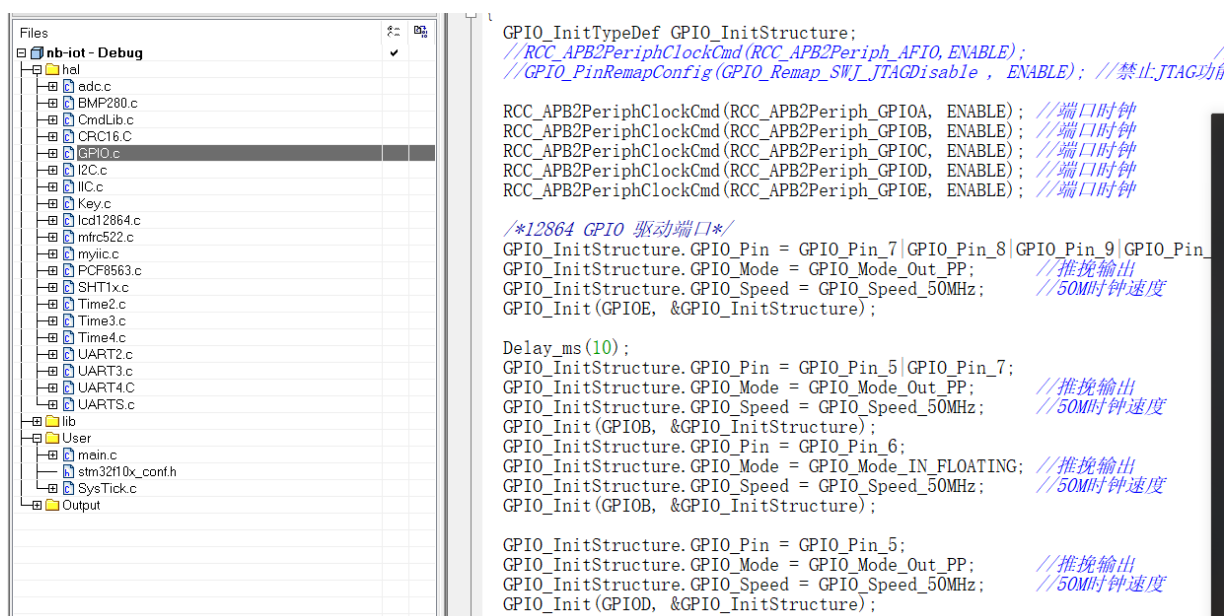 Files
nb-iot - Debug
hal
adc.c
BMP280.c
CmdLib.c
CRC16.C
GPIO.c
I2C.c
IIC.c
Key.c
lcd12864.c
mfrc522.c
myiic.c
PCF8563.c
SHT1x.c
Time2.c
Time3.c
Time4.c
UART2.c
UART3.c
UART4.C
UARTS.c
lib
User
main.c
stm32f10x_conf.h
SysTick.c
Output
{
GPIO_InitTypeDef GPIO_InitStructure;
//RCC_APB2PeriphClockCmd(RCC_APB2Periph_AFIO,ENABLE); /
//GPIO_PinRemapConfig(GPIO_Remap_SWJ_JTAGDisable , ENABLE); //禁止JTAG功能
RCC_APB2PeriphClockCmd(RCC_APB2Periph_GPIOA, ENABLE); //端口时钟
RCC_APB2PeriphClockCmd(RCC_APB2Periph_GPIOB, ENABLE); //端口时钟
RCC_APB2PeriphClockCmd(RCC_APB2Periph_GPIOC, ENABLE); //端口时钟
RCC_APB2PeriphClockCmd(RCC_APB2Periph_GPIOD, ENABLE); //端口时钟
RCC_APB2PeriphClockCmd(RCC_APB2Periph_GPIOE, ENABLE); //端口时钟
/*12864 GPIO 驱动端口*/
GPIO_InitStructure.GPIO_Pin = GPIO_Pin_7|GPIO_Pin_8|GPIO_Pin_9|GPIO_Pin_
GPIO_InitStructure.GPIO_Mode = GPIO_Mode_Out_PP; //推挽输出
GPIO_InitStructure.GPIO_Speed = GPIO_Speed_50MHz; //50M时钟速度
GPIO_Init(GPIOE, &GPIO_InitStructure);
Delay_ms(10);
GPIO_InitStructure.GPIO_Pin = GPIO_Pin_5|GPIO_Pin_7;
GPIO_InitStructure.GPIO_Mode = GPIO_Mode_Out_PP; //推挽输出
GPIO_InitStructure.GPIO_Speed = GPIO_Speed_50MHz; //50M时钟速度
GPIO_Init(GPIOB, &GPIO_InitStructure);
GPIO_InitStructure.GPIO_Pin = GPIO_Pin_6;
GPIO_InitStructure.GPIO_Mode = GPIO_Mode_IN_FLOATING; //推挽输出
GPIO_InitStructure.GPIO_Speed = GPIO_Speed_50MHz; //50M时钟速度
GPIO_Init(GPIOB, &GPIO_InitStructure);
GPIO_InitStructure.GPIO_Pin = GPIO_Pin_5;
GPIO_InitStructure.GPIO_Mode = GPIO_Mode_Out_PP; //推挽输出
GPIO_InitStructure.GPIO_Speed = GPIO_Speed_50MHz; //50M时钟速度
GPIO_Init(GPIOD, &GPIO_InitStructure);